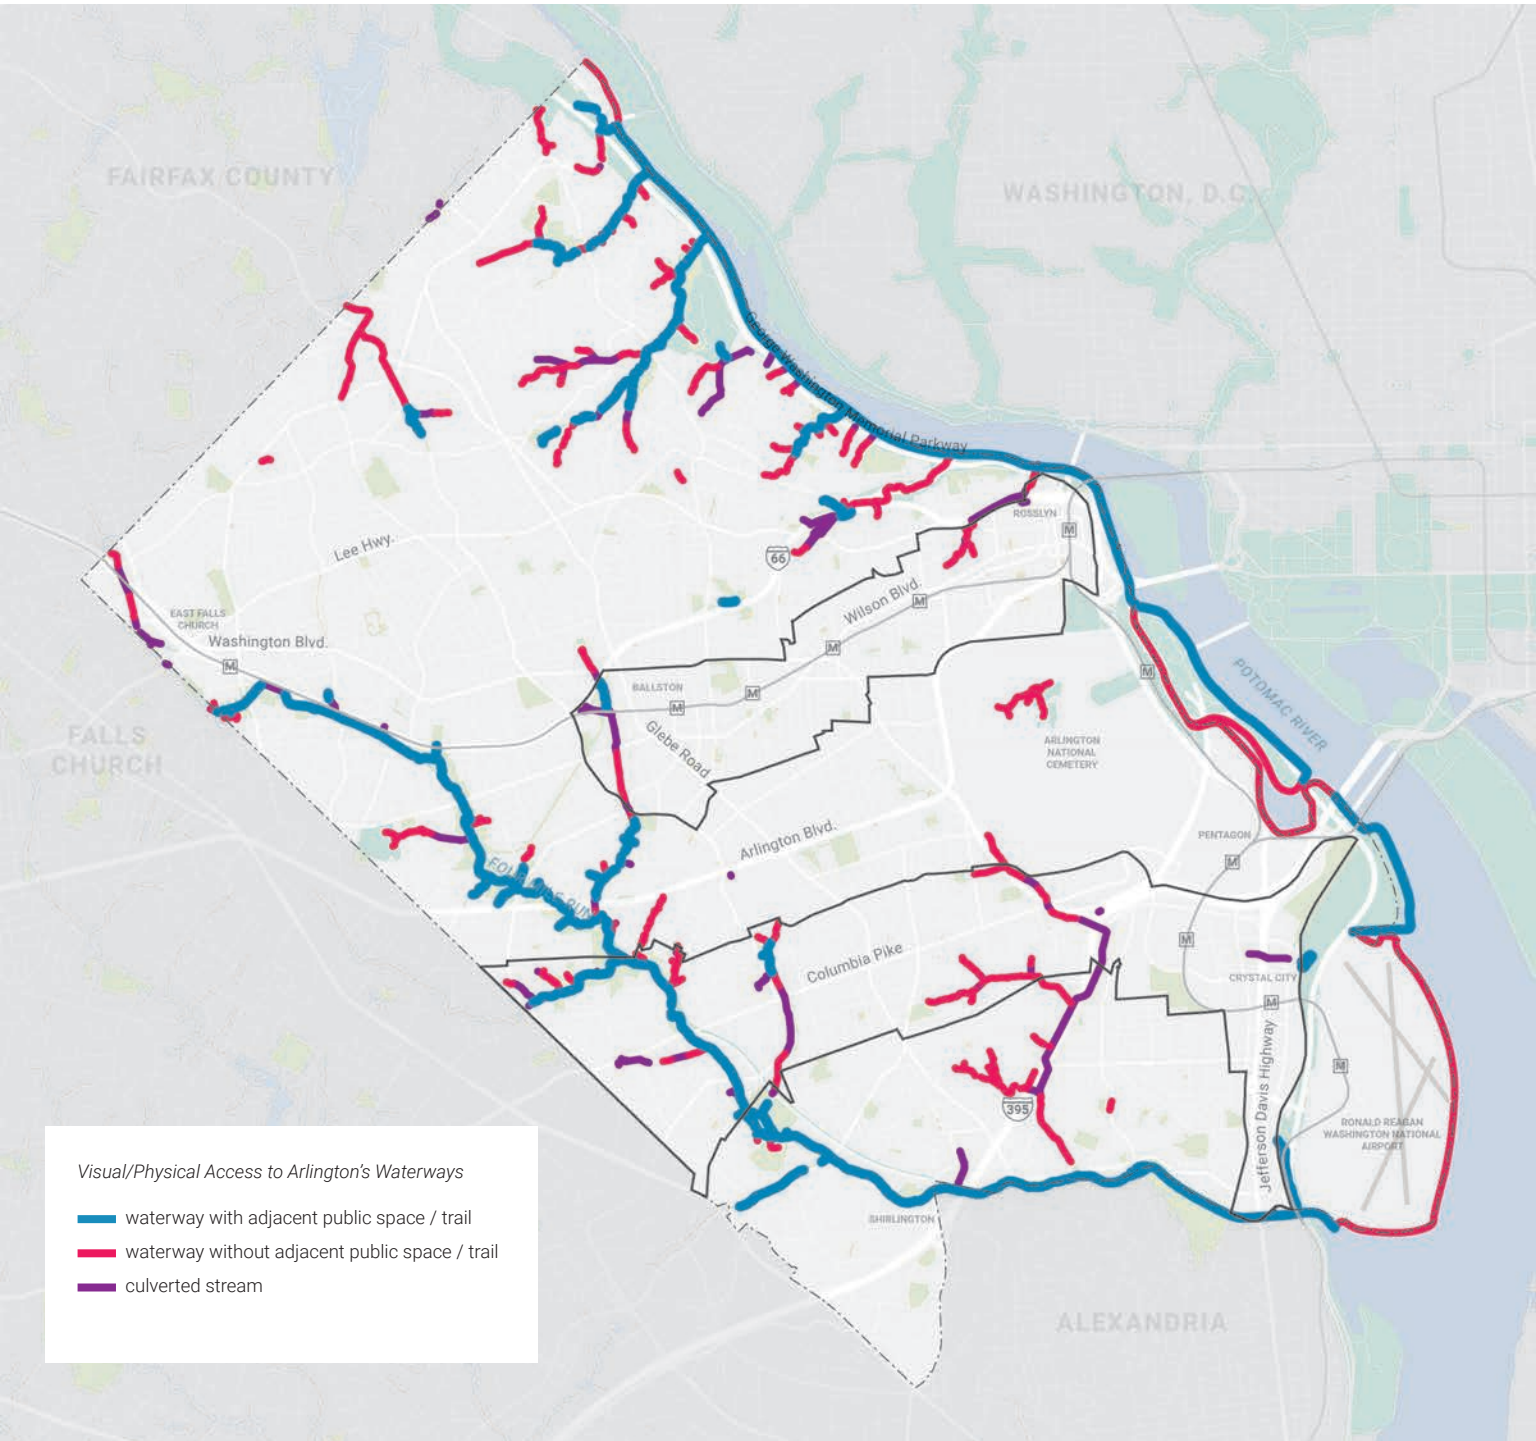 FAIRFAX COUNTY
WASHINGTON, D.C.
George Washington Memorial Parkway
ROSSLYN
M
Lee Hwy.
66
Wilson Blvd.
M
EAST FALLS
CHURCH
Washington Blvd.
M
M
BALLSTON
M
M
M
Glebe Road
POTOMAC RIVER
ARLINGTON
NATIONAL
CEMETERY
FALLS
CHURCH
Arlington Blvd.
PENTAGON
M
FOUR MILE RUN
Columbia Pike
M
CRYSTAL CITY
M
M
395
Jefferson Davis Highway
RONALD REAGAN
WASHINGTON NATIONAL
AIRPORT
SHIRLINGTON
ALEXANDRIA
Visual/Physical Access to Arlington's Waterways
waterway with adjacent public space / trail
waterway without adjacent public space / trail
culverted stream